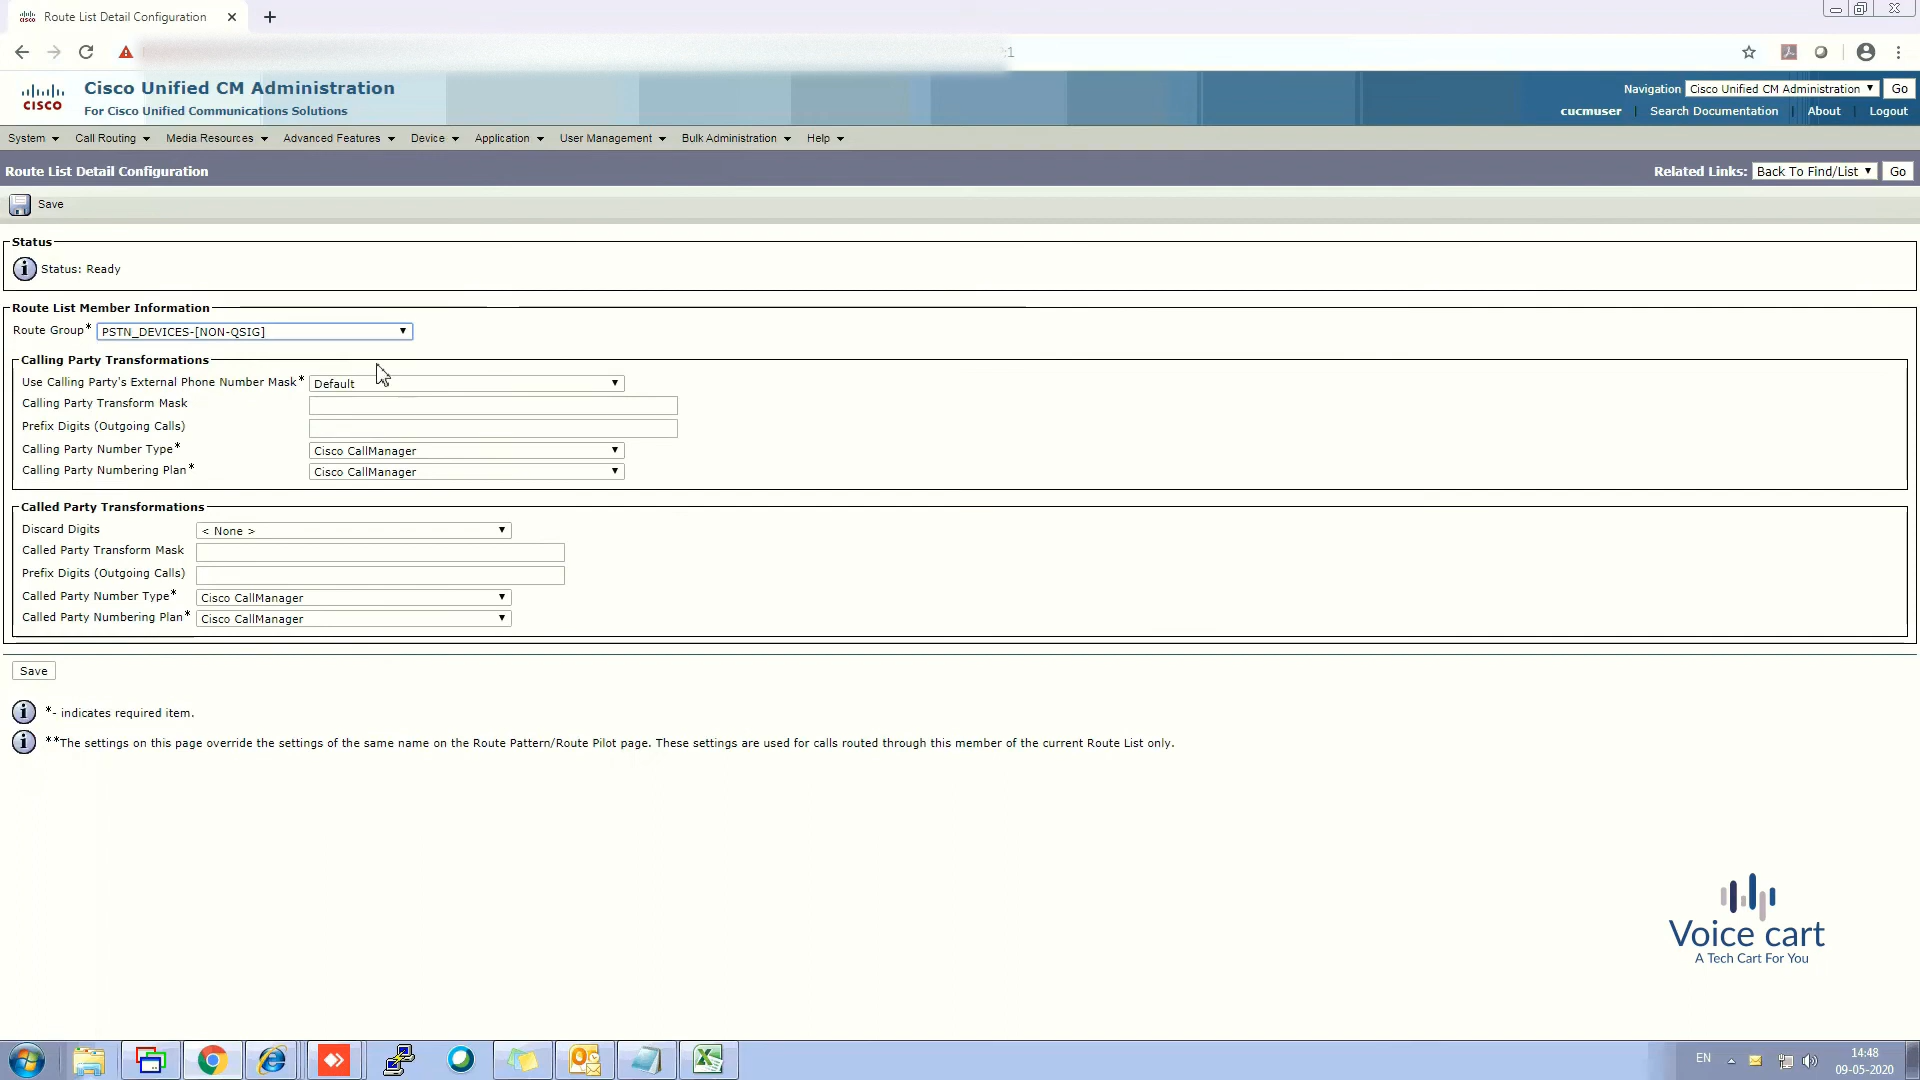 Route List Detail Configuration
:1
CISCO
Cisco Unified CM Administration
For Cisco Unified Communications Solutions
Navigation Cisco Unified CM Administration Go
cucmuser | Search Documentation | About | Logout
System Call Routing Media Resources Advanced Features Device Application User Management Bulk Administration Help
Route List Detail Configuration
Related Links: Back To Find/List Go
Save
Status
Status: Ready
Route List Member Information
Route Group* PSTN_DEVICES-[NON-QSIG]
Calling Party Transformations
Use Calling Party's External Phone Number Mask* Default
Calling Party Transform Mask
Prefix Digits (Outgoing Calls)
Calling Party Number Type* Cisco CallManager
Calling Party Numbering Plan* Cisco CallManager
Called Party Transformations
Discard Digits < None >
Called Party Transform Mask
Prefix Digits (Outgoing Calls)
Called Party Number Type* Cisco CallManager
Called Party Numbering Plan* Cisco CallManager
Save
*- indicates required item.
**The settings on this page override the settings of the same name on the Route Pattern/Route Pilot page. These settings are used for calls routed through this member of the current Route List only.
Voice cart
A Tech Cart For You
EN
14:48
09-05-2020